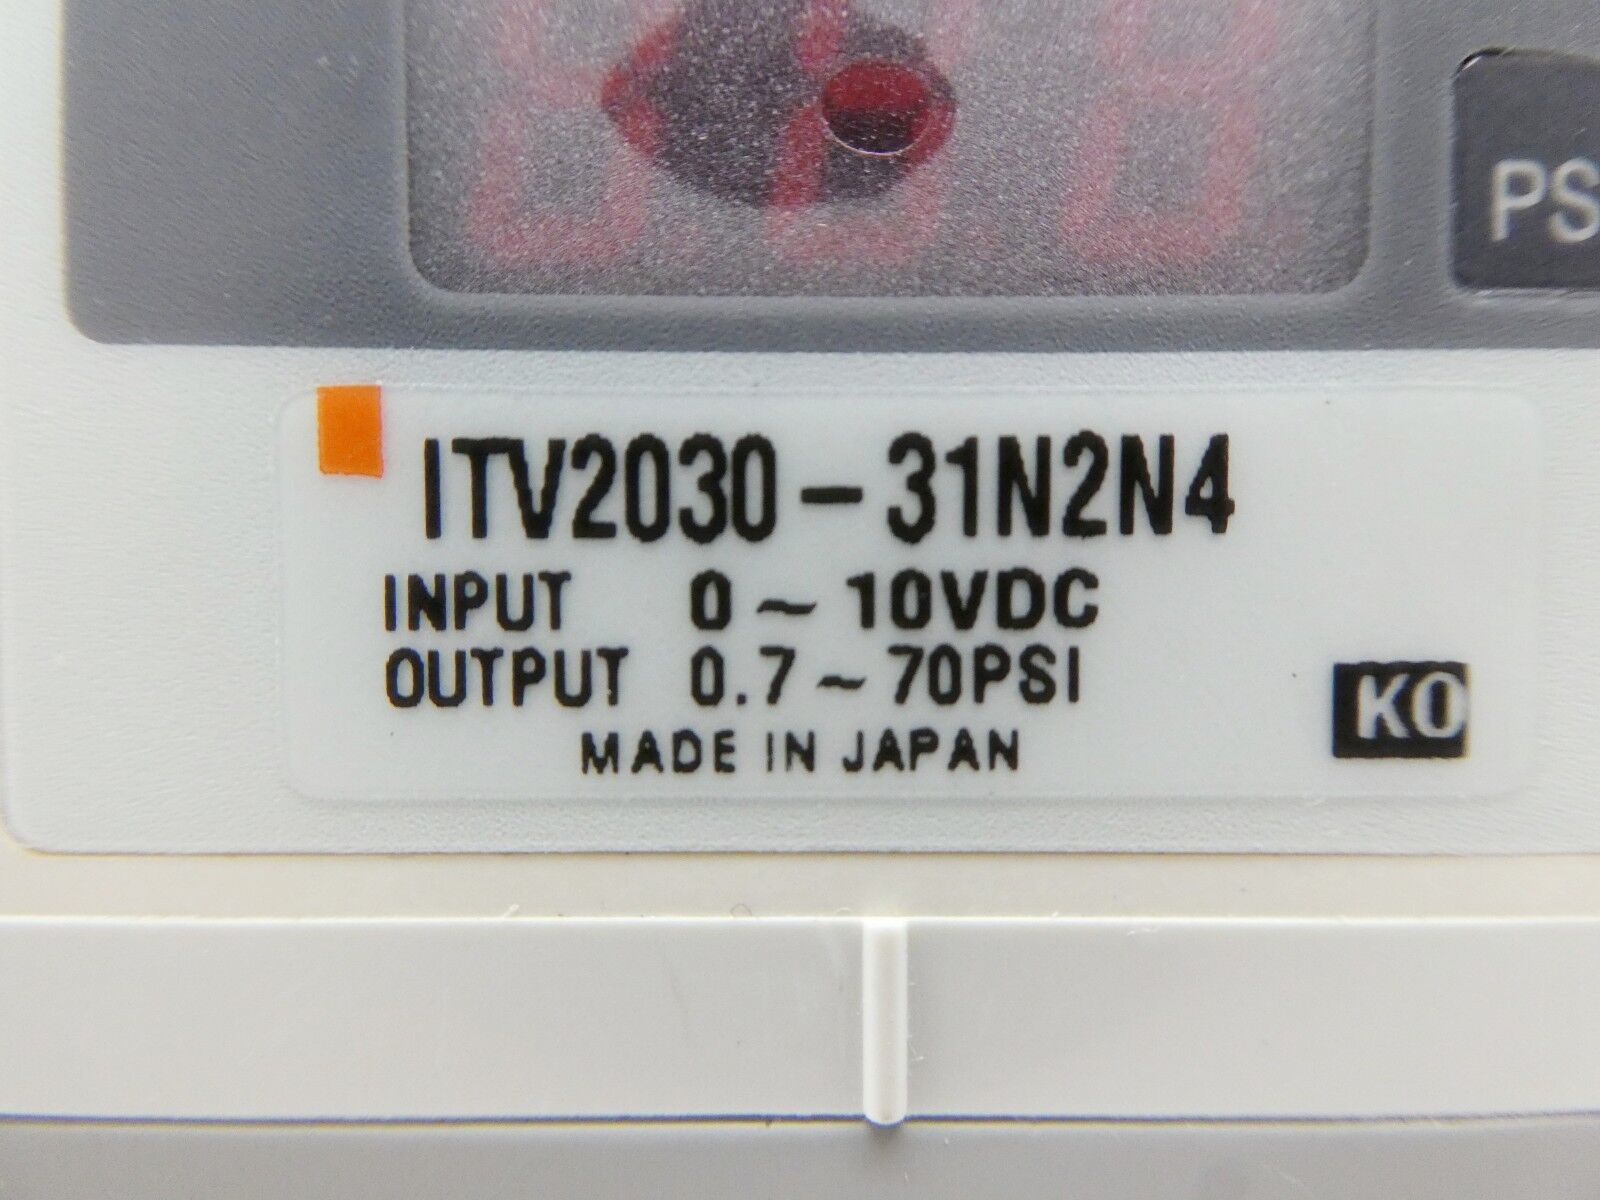 PS
ITV2030-31N2N4
INPUT 0~10VDC
OUTPUT 0.7~70PSI
MADE IN JAPAN
KO